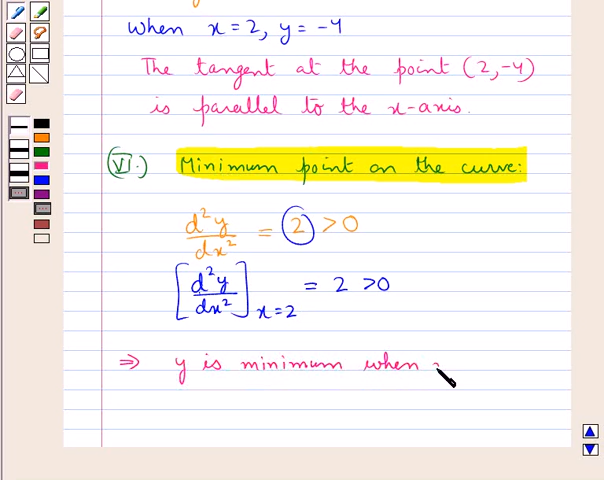 when x = 2, y = -4
The tangent at the point (2, -4)
is parallel to the x-axis.
(VI.) Minimum point on the curve:
d²y/dx² = 2 > 0
[d²y/dx²]x=2 = 2 > 0
⇒ y is minimum when